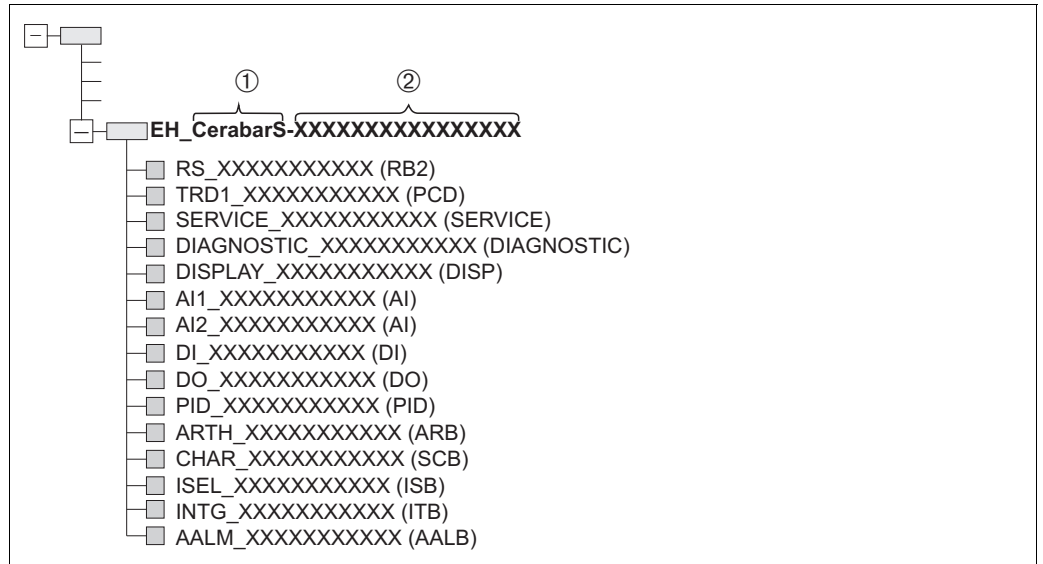 ① ②
EH_CerabarS-XXXXXXXXXXXXXXXX
RS_XXXXXXXXXXX (RB2)
TRD1_XXXXXXXXXXX (PCD)
SERVICE_XXXXXXXXXXX (SERVICE)
DIAGNOSTIC_XXXXXXXXXXX (DIAGNOSTIC)
DISPLAY_XXXXXXXXXXX (DISP)
AI1_XXXXXXXXXXX (AI)
AI2_XXXXXXXXXXX (AI)
DI_XXXXXXXXXXX (DI)
DO_XXXXXXXXXXX (DO)
PID_XXXXXXXXXXX (PID)
ARTH_XXXXXXXXXXX (ARB)
CHAR_XXXXXXXXXXX (SCB)
ISEL_XXXXXXXXXXX (ISB)
INTG_XXXXXXXXXXX (ITB)
AALM_XXXXXXXXXXX (AALB)